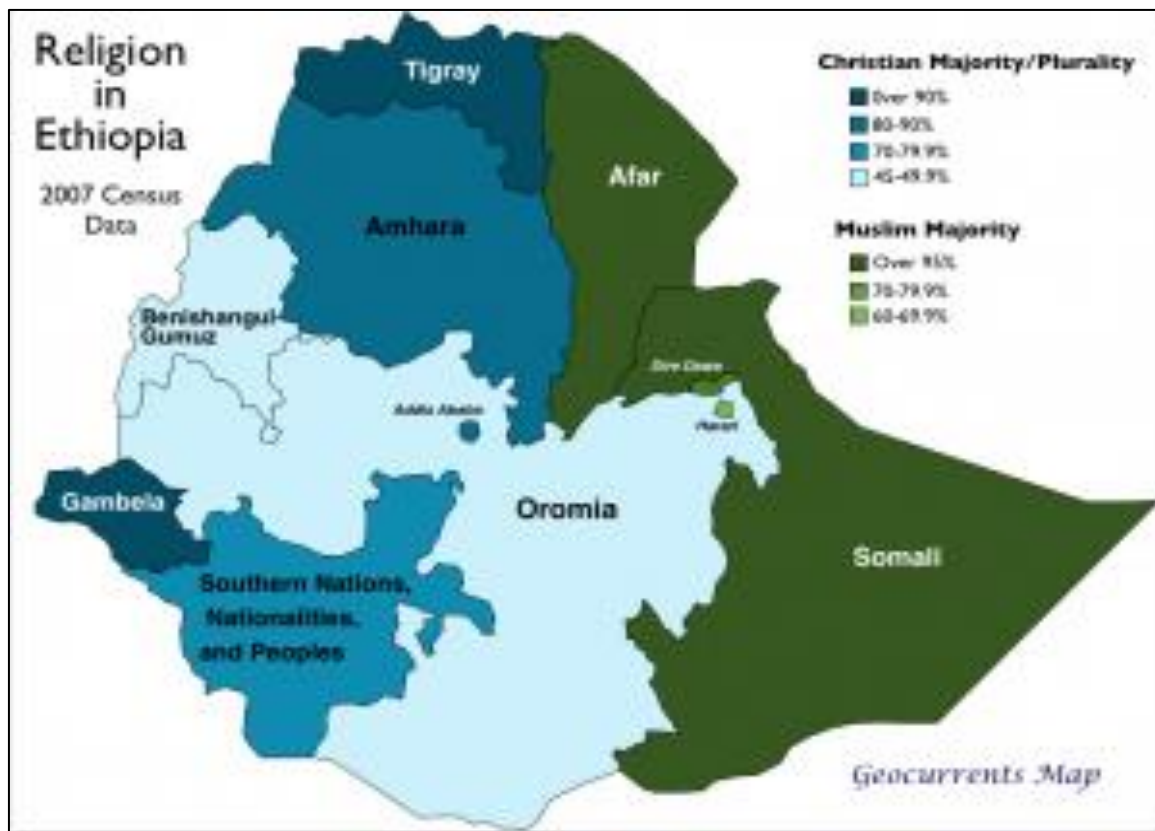 Religion
in
Ethiopia
2007 Census
Data
Christian Majority/Plurality
Over 90%
80-90%
70-79.9%
45-49.9%
Muslim Majority
Over 95%
70-79.9%
60-69.9%
Tigray
Afar
Amhara
Benishangul-
Gumuz
Dire Dawa
Addis Ababa
Harari
Gambela
Oromia
Somali
Southern Nations,
Nationalities,
and Peoples
Geocurrents Map